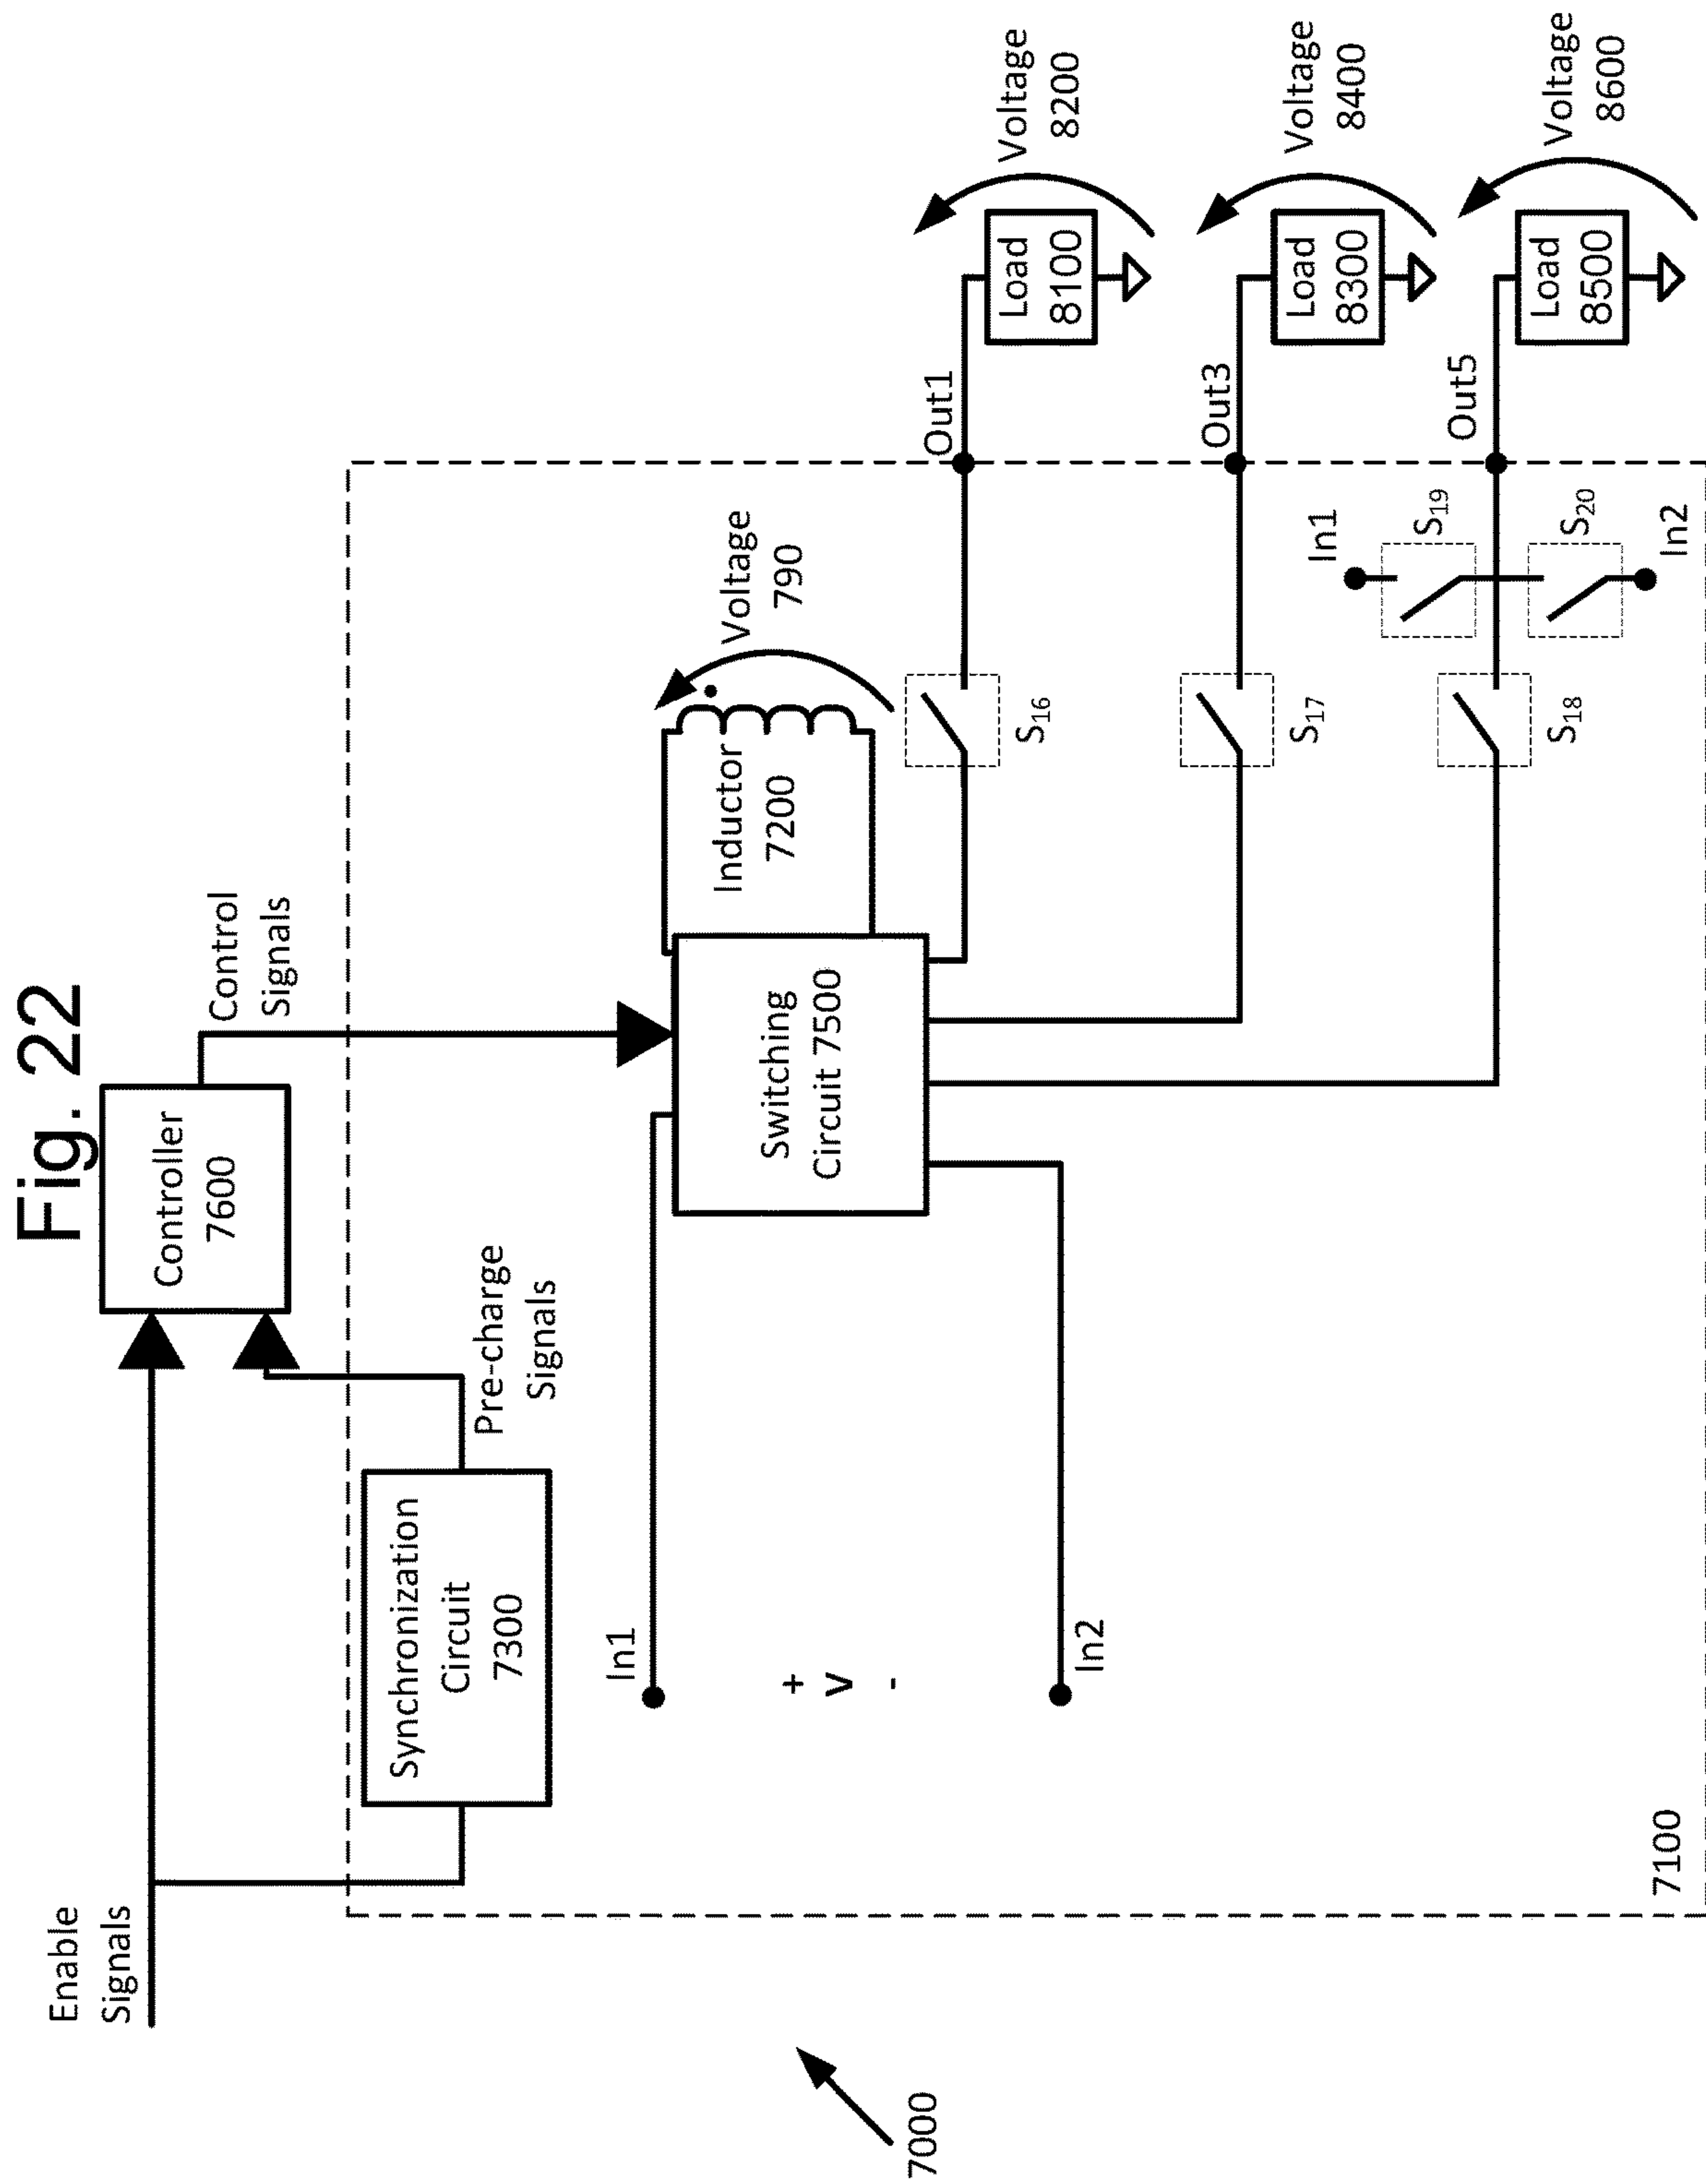 Fig. 22
Enable
Signals
Controller
7600
Control
Signals
Synchronization
Circuit
7300
Pre-charge
Signals
In1
+
v
-
In2
Switching
Circuit 7500
Inductor
7200
Voltage
790
S16
S17
S18
In1
S19
S20
In2
Out1
Out3
Out5
Load
8100
Voltage
8200
Load
8300
Voltage
8400
Load
8500
Voltage
8600
7100
7000